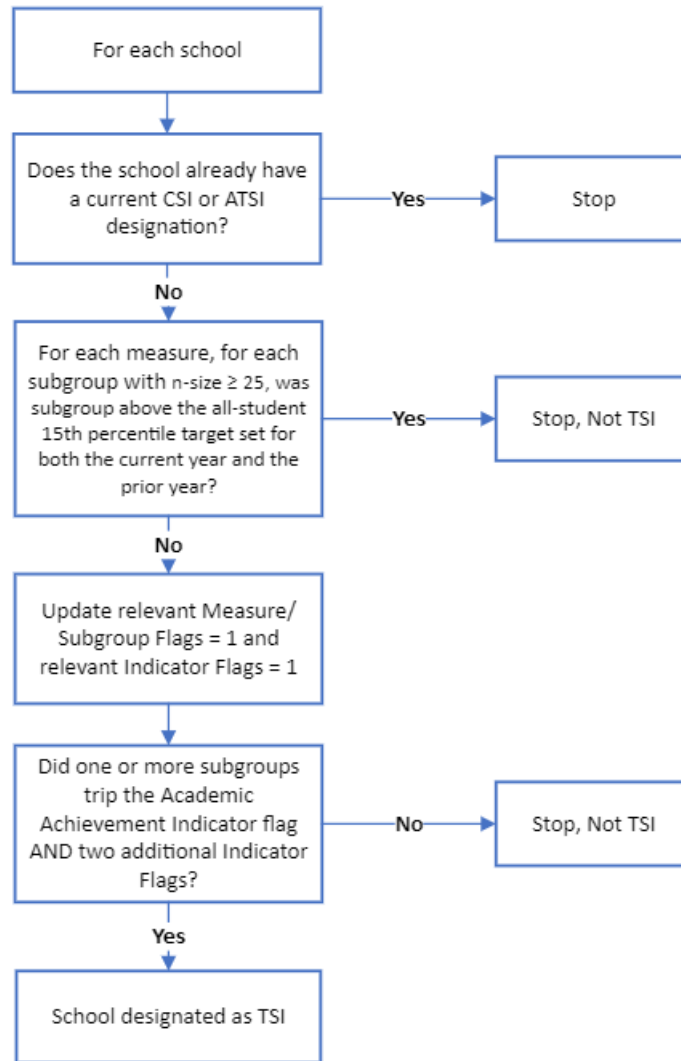 For each school
Does the school already have
a current CSI or ATSI
designation?
Yes
Stop
No
For each measure, for each
subgroup with n-size ≥ 25, was
subgroup above the all-student
15th percentile target set for
both the current year and the
prior year?
Yes
Stop, Not TSI
No
Update relevant Measure/
Subgroup Flags = 1 and
relevant Indicator Flags = 1
Did one or more subgroups
trip the Academic
Achievement Indicator flag
AND two additional Indicator
Flags?
No
Stop, Not TSI
Yes
School designated as TSI